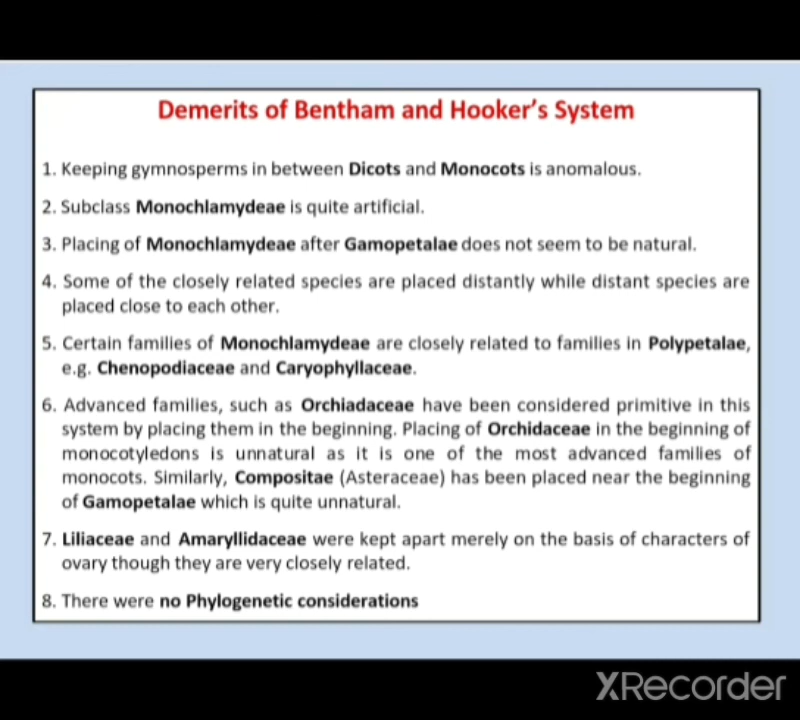 Demerits of Bentham and Hooker's System
1. Keeping gymnosperms in between Dicots and Monocots is anomalous.
2. Subclass Monochlamydeae is quite artificial.
3. Placing of Monochlamydeae after Gamopetalae does not seem to be natural.
4. Some of the closely related species are placed distantly while distant species are
placed close to each other.
5. Certain families of Monochlamydeae are closely related to families in Polypetalae,
e.g. Chenopodiaceae and Caryophyllaceae.
6. Advanced families, such as Orchiadaceae have been considered primitive in this
system by placing them in the beginning. Placing of Orchidaceae in the beginning of
monocotyledons is unnatural as it is one of the most advanced families of
monocots. Similarly, Compositae (Asteraceae) has been placed near the beginning
of Gamopetalae which is quite unnatural.
7. Liliaceae and Amaryllidaceae were kept apart merely on the basis of characters of
ovary though they are very closely related.
8. There were no Phylogenetic considerations
XRecorder